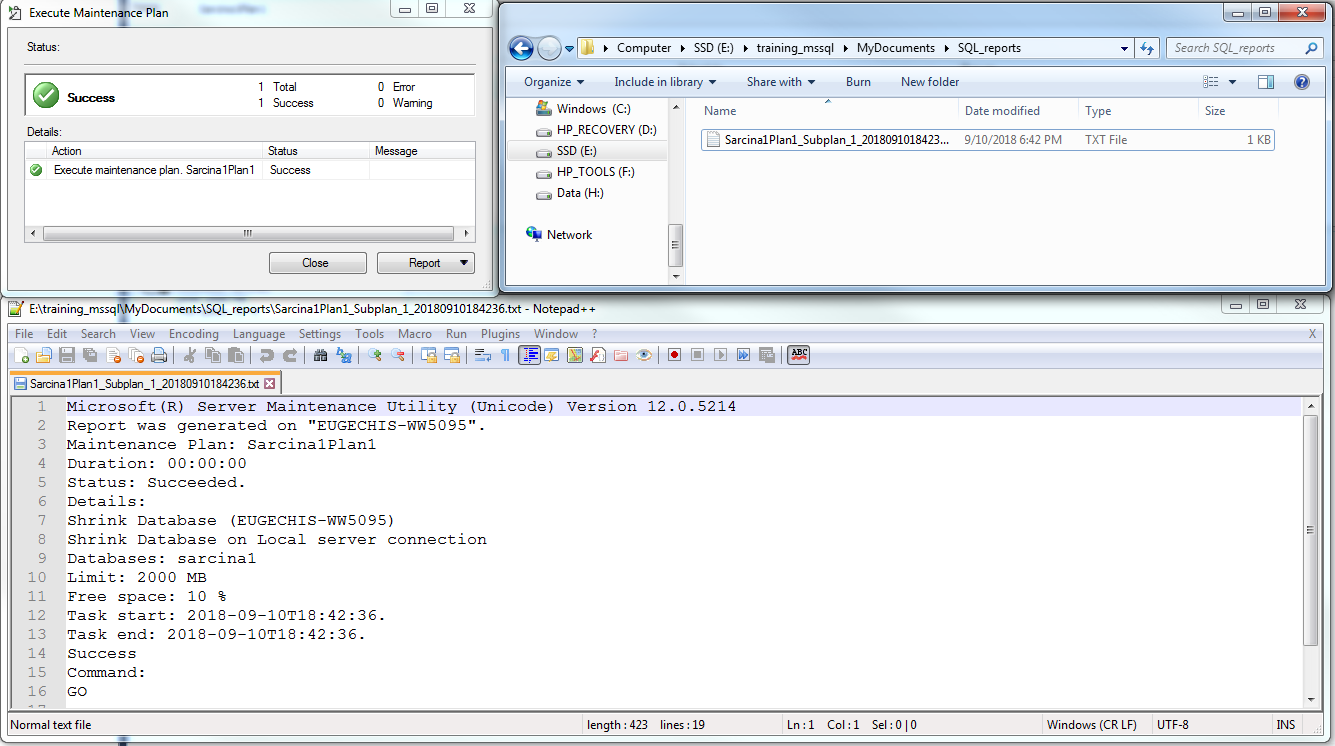 Execute Maintenance Plan
Status:
Success
1 Total 0 Error
1 Success 0 Warning
Details:
Action Status Message
Execute maintenance plan. Sarcina1Plan1 Success
Close Report
Computer SSD (E:) training_mssql MyDocuments SQL_reports Search SQL_reports
Organize Include in library Share with Burn New folder
Windows (C:)
HP_RECOVERY (D:)
SSD (E:)
HP_TOOLS (F:)
Data (H:)
Network
Name Date modified Type Size
Sarcina1Plan1_Subplan_1_2018091018423... 9/10/2018 6:42 PM TXT File 1 KB
E:\training_mssql\MyDocuments\SQL_reports\Sarcina1Plan1_Subplan_1_20180910184236.txt - Notepad++
File Edit Search View Encoding Language Settings Tools Macro Run Plugins Window ? X
ABC
Sarcina1Plan1_Subplan_1_20180910184236.txt
1 Microsoft(R) Server Maintenance Utility (Unicode) Version 12.0.5214
2 Report was generated on "EUGECHIS-WW5095".
3 Maintenance Plan: Sarcina1Plan1
4 Duration: 00:00:00
5 Status: Succeeded.
6 Details:
7 Shrink Database (EUGECHIS-WW5095)
8 Shrink Database on Local server connection
9 Databases: sarcina1
10 Limit: 2000 MB
11 Free space: 10 %
12 Task start: 2018-09-10T18:42:36.
13 Task end: 2018-09-10T18:42:36.
14 Success
15 Command:
16 GO
Normal text file length : 423 lines : 19 Ln : 1 Col : 1 Sel : 0 | 0 Windows (CR LF) UTF-8 INS